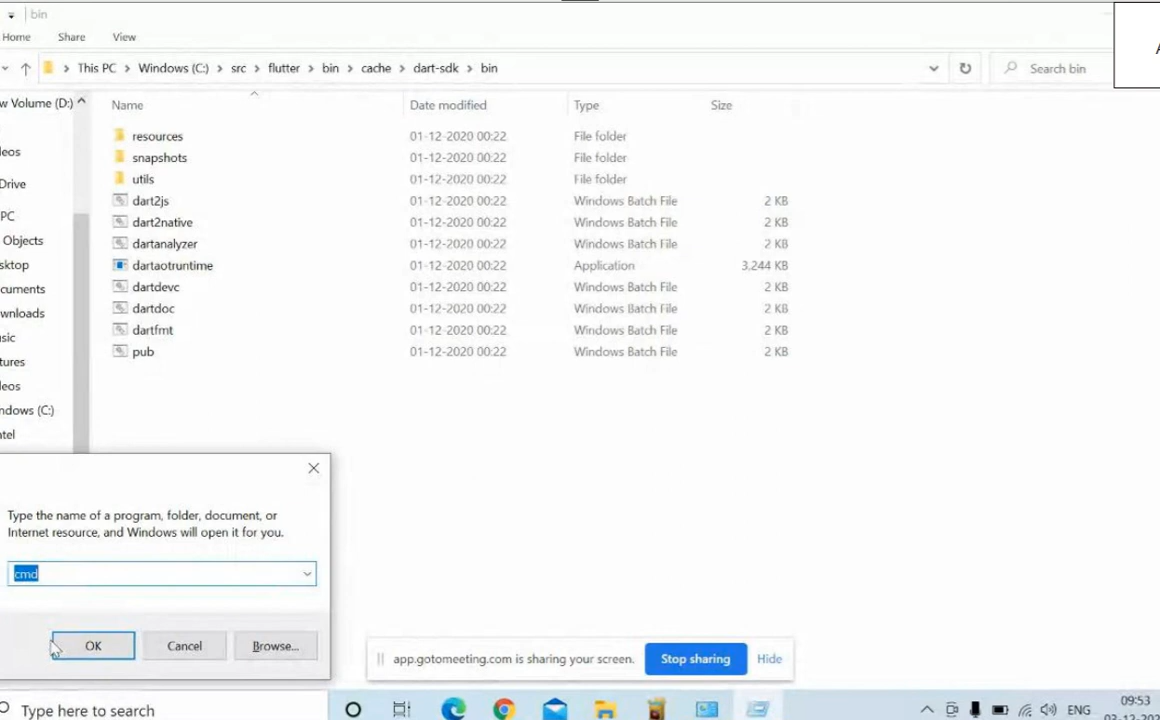 bin
Home Share View
This PC > Windows (C:) > src > flutter > bin > cache > dart-sdk > bin
Search bin
A
w Volume (D:)
eos
Drive
PC
Objects
sktop
cuments
wnloads
sic
tures
eos
ndows (C:)
ntel
Name Date modified Type Size
resources 01-12-2020 00:22 File folder
snapshots 01-12-2020 00:22 File folder
utils 01-12-2020 00:22 File folder
dart2js 01-12-2020 00:22 Windows Batch File 2 KB
dart2native 01-12-2020 00:22 Windows Batch File 2 KB
dartanalyzer 01-12-2020 00:22 Windows Batch File 2 KB
dartaotruntime 01-12-2020 00:22 Application 3,244 KB
dartdevc 01-12-2020 00:22 Windows Batch File 2 KB
dartdoc 01-12-2020 00:22 Windows Batch File 2 KB
dartfmt 01-12-2020 00:22 Windows Batch File 2 KB
pub 01-12-2020 00:22 Windows Batch File 2 KB
Type the name of a program, folder, document, or
Internet resource, and Windows will open it for you.
cmd
OK Cancel Browse...
app.gotomeeting.com is sharing your screen. Stop sharing Hide
Type here to search
ENG
09:53